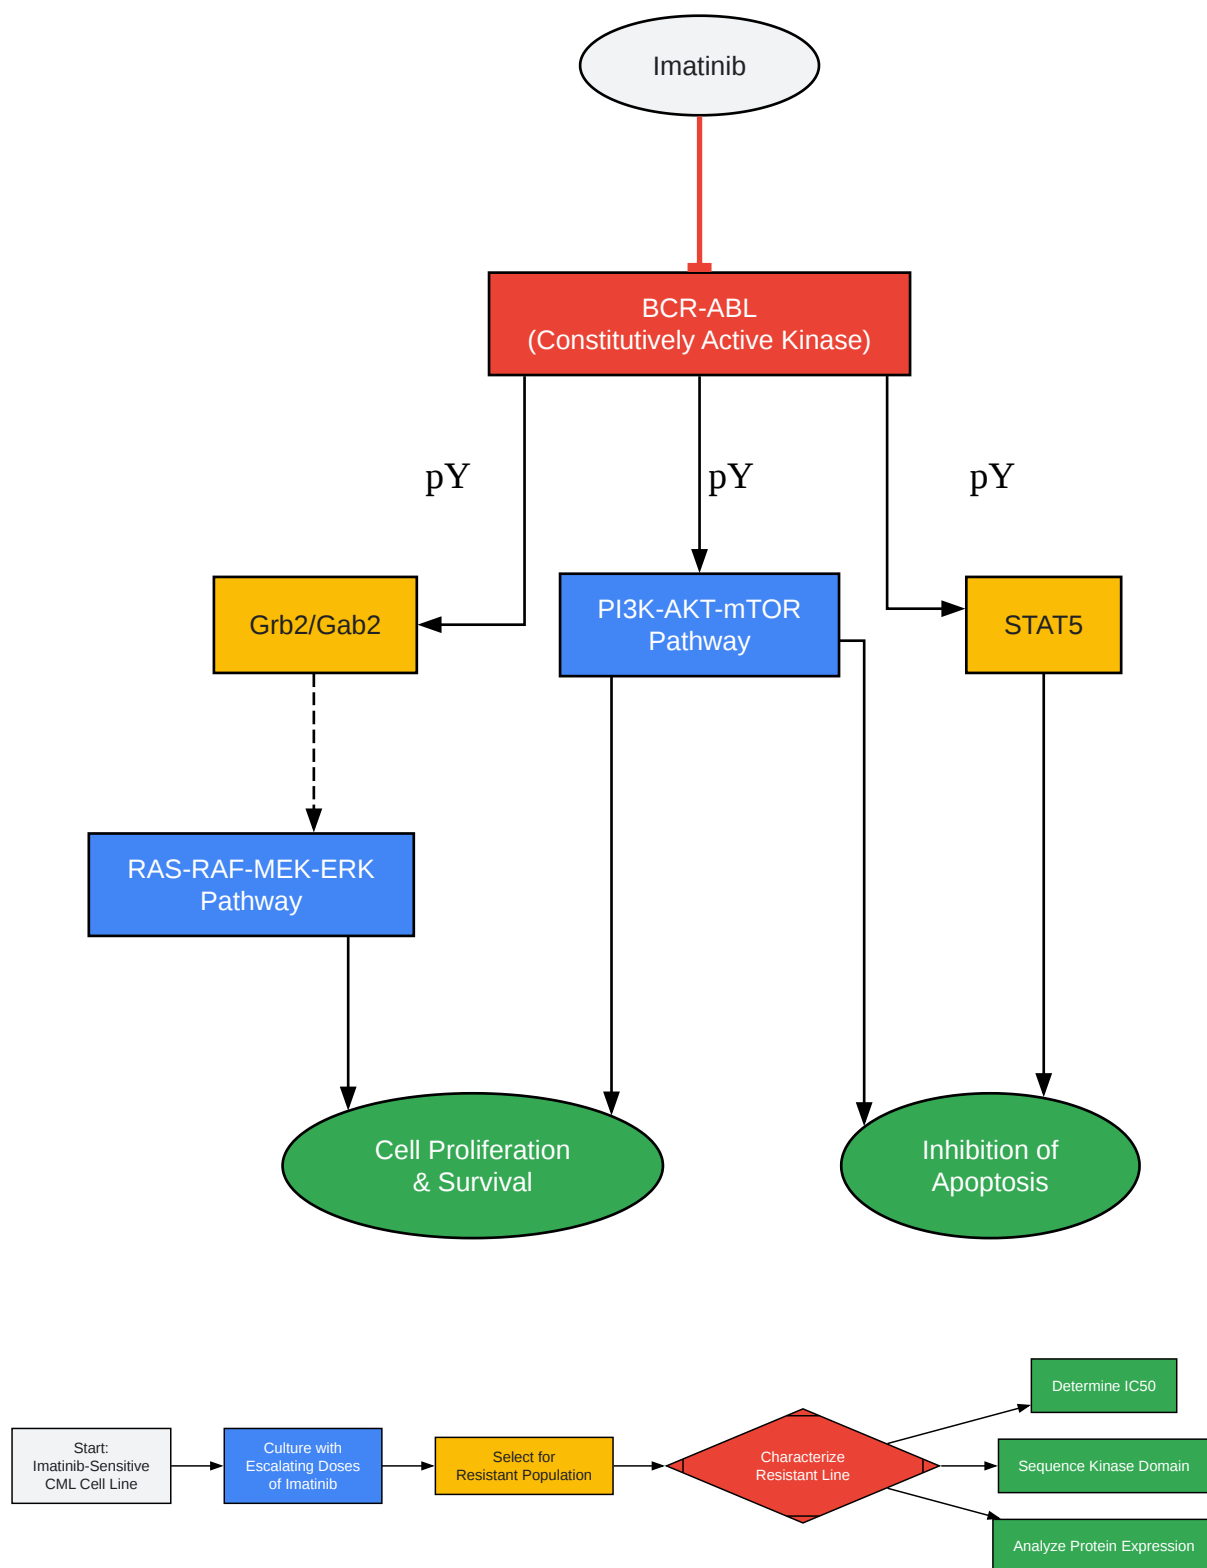 Imatinib
BCR-ABL
(Constitutively Active Kinase)
pY
pY
pY
Grb2/Gab2
PI3K-AKT-mTOR
Pathway
STAT5
RAS-RAF-MEK-ERK
Pathway
Cell Proliferation
& Survival
Inhibition of
Apoptosis
Start:
Imatinib-Sensitive
CML Cell Line
Culture with
Escalating Doses
of Imatinib
Select for
Resistant Population
Characterize
Resistant Line
Determine IC50
Sequence Kinase Domain
Analyze Protein Expression